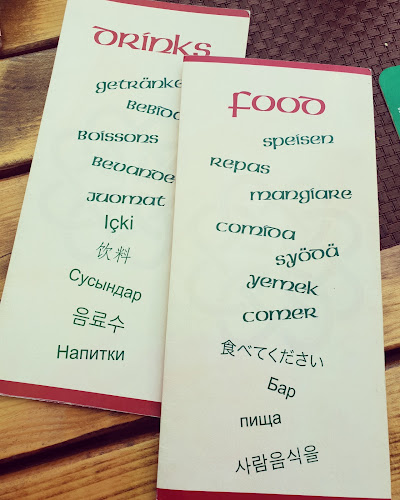 Drinks
Getränke
Boissons
Bevande
Juomat
Içki
饮料
Сусындар
음료수
Напитки
Food
Speisen
Repas
Mangiare
Comida
Syödä
Yemek
Comer
食べてください
Бар
пища
사람음식을